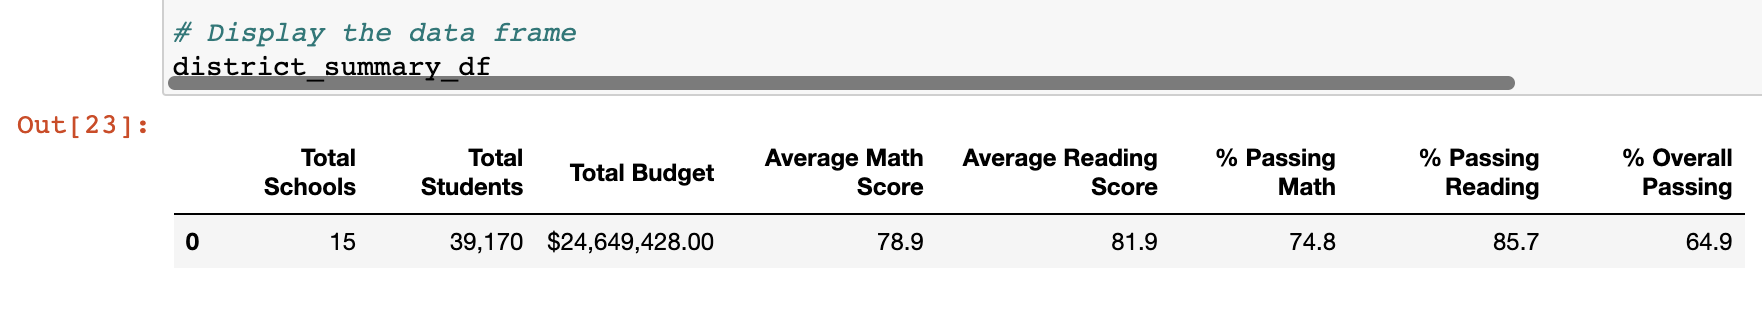 # Display the data frame
district_summary_df
Out[23]:
Total Schools Total Students Total Budget Average Math Score Average Reading Score % Passing Math % Passing Reading % Overall Passing
0 15 39,170 $24,649,428.00 78.9 81.9 74.8 85.7 64.9